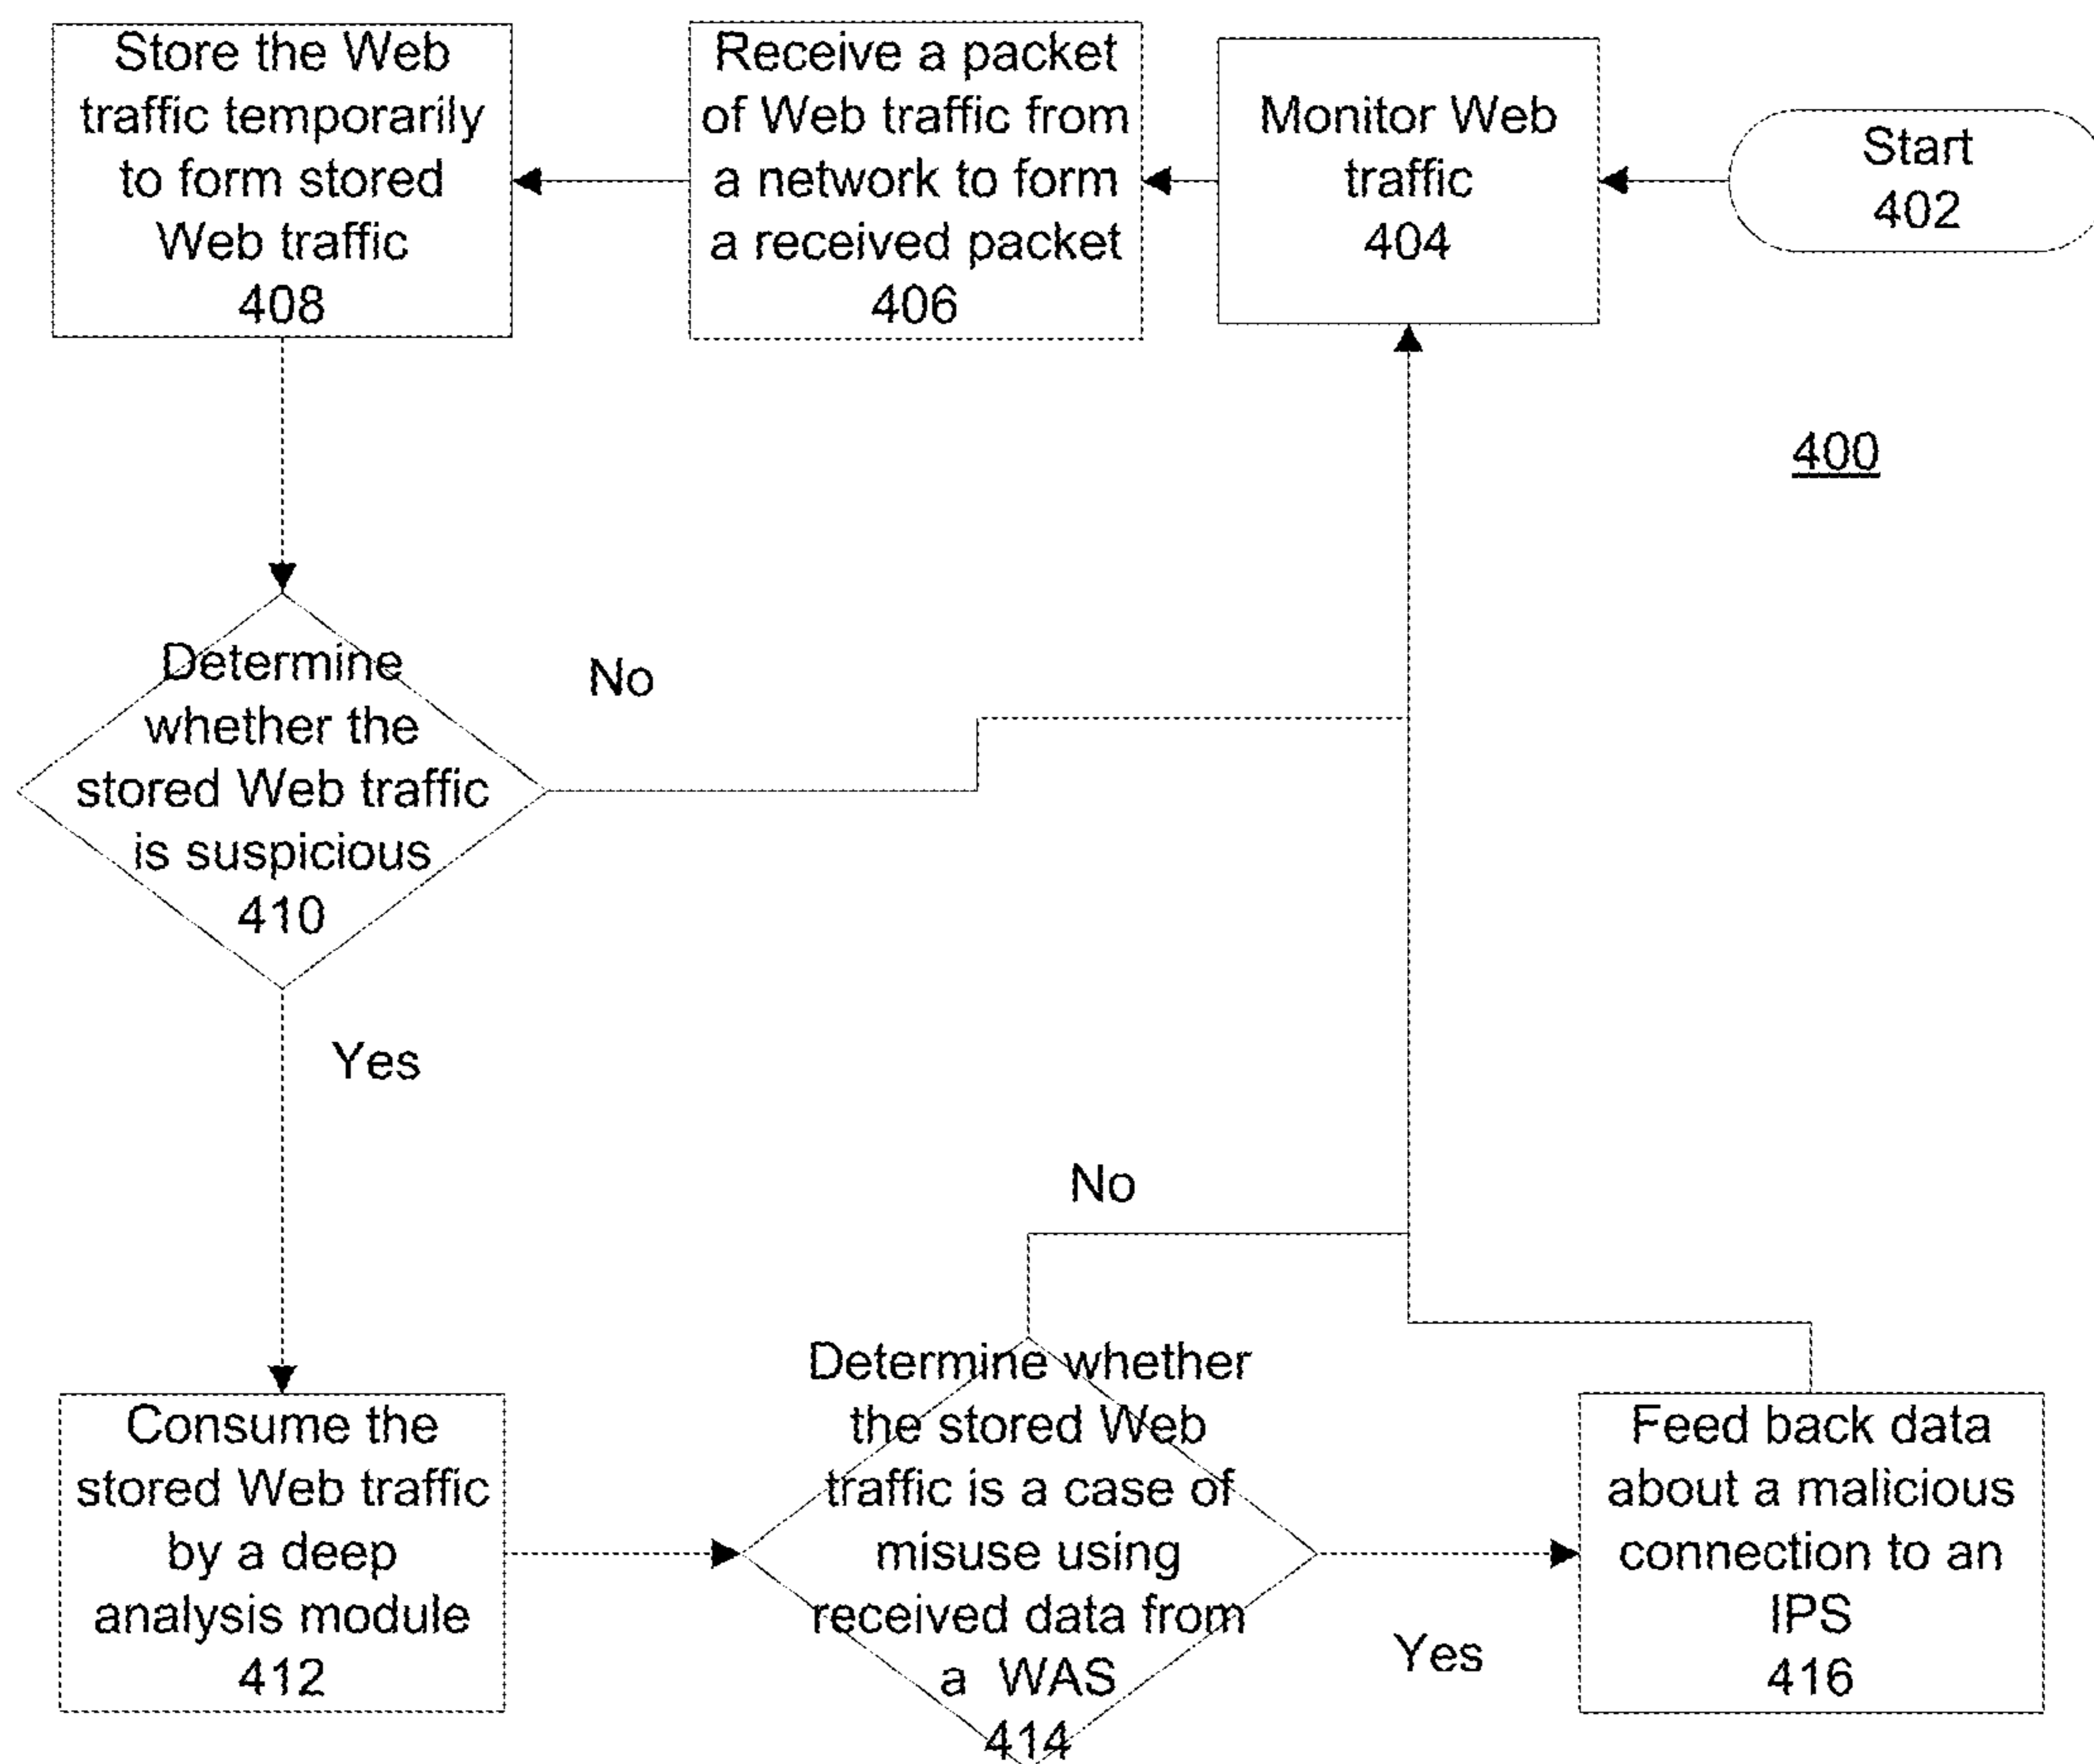 Store the Web
traffic temporarily
to form stored
Web traffic
408
Receive a packet
of Web traffic from
a network to form
a received packet
406
Monitor Web
traffic
404
Start
402
400
Determine
whether the
stored Web traffic
is suspicious
410
No
Yes
No
Consume the
stored Web traffic
by a deep
analysis module
412
Determine whether
the stored Web
traffic is a case of
misuse using
received data from
a WAS
414
Yes
Feed back data
about a malicious
connection to an
IPS
416